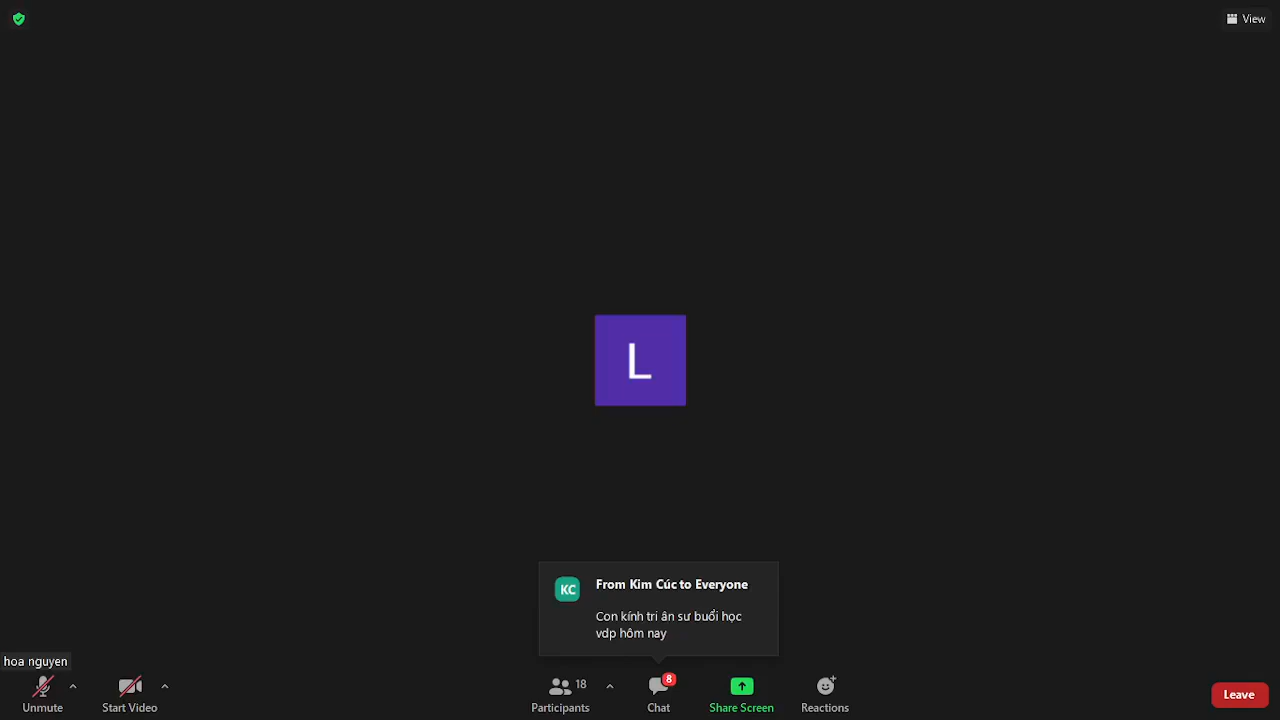 View
L
KC
From Kim Cúc to Everyone
Con kính tri ân sư buổi học
vdp hôm nay
hoa nguyen
Unmute
Start Video
18
Participants
8
Chat
Share Screen
Reactions
Leave